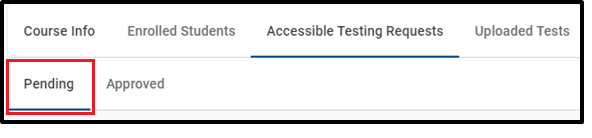 Course Info Enrolled Students Accessible Testing Requests Uploaded Tests
Pending Approved